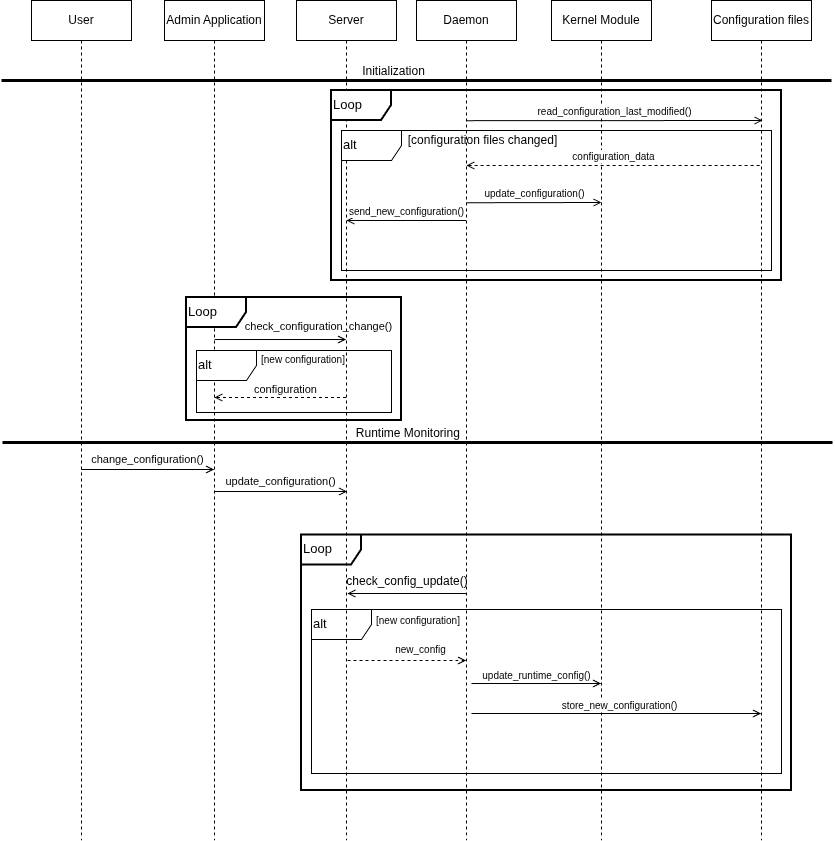 User
Admin Application
Server
Daemon
Kernel Module
Configuration files
Initialization
Loop
read_configuration_last_modified()
alt
[configuration files changed]
configuration_data
update_configuration()
send_new_configuration()
Loop
check_configuration_change()
alt
[new configuration]
configuration
Runtime Monitoring
change_configuration()
update_configuration()
Loop
check_config_update()
alt
[new configuration]
new_config
update_runtime_config()
store_new_configuration()